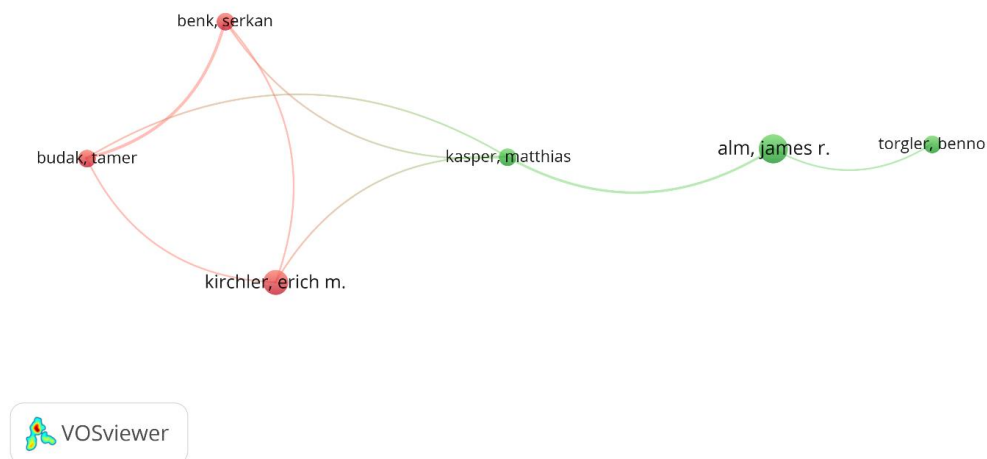 benk, serkan
budak, tamer
kasper, matthias
alm, james r.
torgler, benno
kirchler, erich m.
VOSviewer